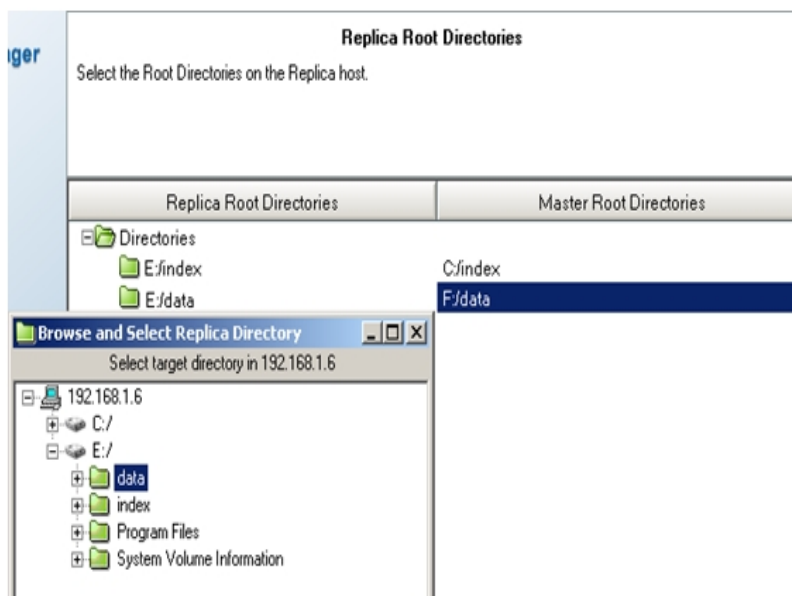 Replica Root Directories
Select the Root Directories on the Replica host.
Replica Root Directories Master Root Directories
Directories
E:/index C:/index
E:/data F:/data
Browse and Select Replica Directory
Select target directory in 192.168.1.6
192.168.1.6
C:/
E:/
data
index
Program Files
System Volume Information